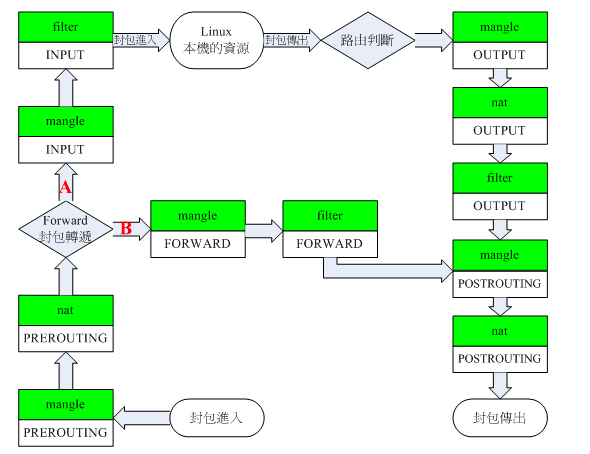 filter
INPUT
封包進入
Linux
本機的資源
封包傳出
路由判斷
mangle
OUTPUT
nat
OUTPUT
filter
OUTPUT
mangle
INPUT
A
Forward
封包轉遞
B
mangle
FORWARD
filter
FORWARD
mangle
POSTROUTING
nat
POSTROUTING
封包傳出
nat
PREROUTING
mangle
PREROUTING
封包進入